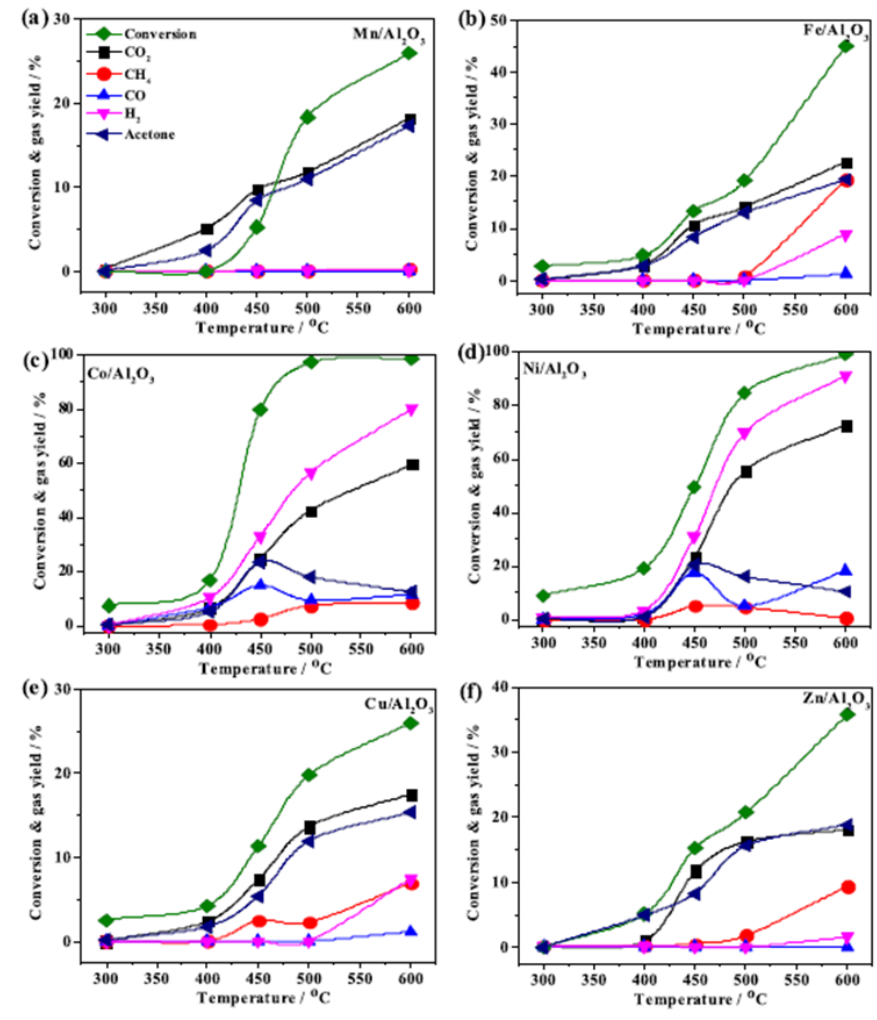 (a)
Mn/Al2O3
Conversion
CO2
CH4
CO
H2
Acetone
Conversion & gas yield / %
30
20
10
0
300 350 400 450 500 550 600
Temperature / OC
(b)
Fe/Al2O3
Conversion & gas yield / %
50
40
30
20
10
0
300 350 400 450 500 550 600
Temperature / OC
(c)
Co/Al2O3
Conversion & gas yield / %
100
80
60
40
20
0
300 350 400 450 500 550 600
Temperature / OC
(d)
Ni/Al2O3
Conversion & gas yield / %
100
80
60
40
20
0
300 350 400 450 500 550 600
Temperature / OC
(e)
Cu/Al2O3
Conversion & gas yield / %
30
20
10
0
300 350 400 450 500 550 600
Temperature / OC
(f)
Zn/Al2O3
Conversion & gas yield / %
40
30
20
10
0
300 350 400 450 500 550 600
Temperature / OC